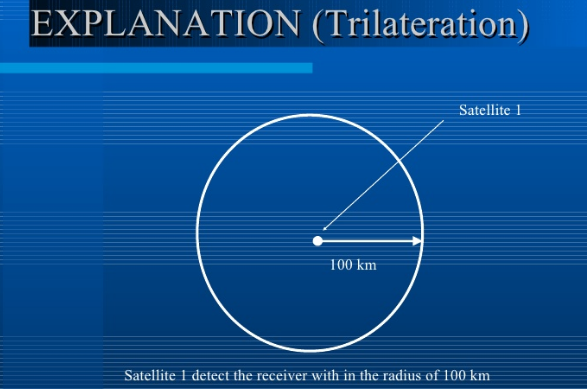 EXPLANATION (Trilateration)
Satellite 1
100 km
Satellite 1 detect the receiver with in the radius of 100 km